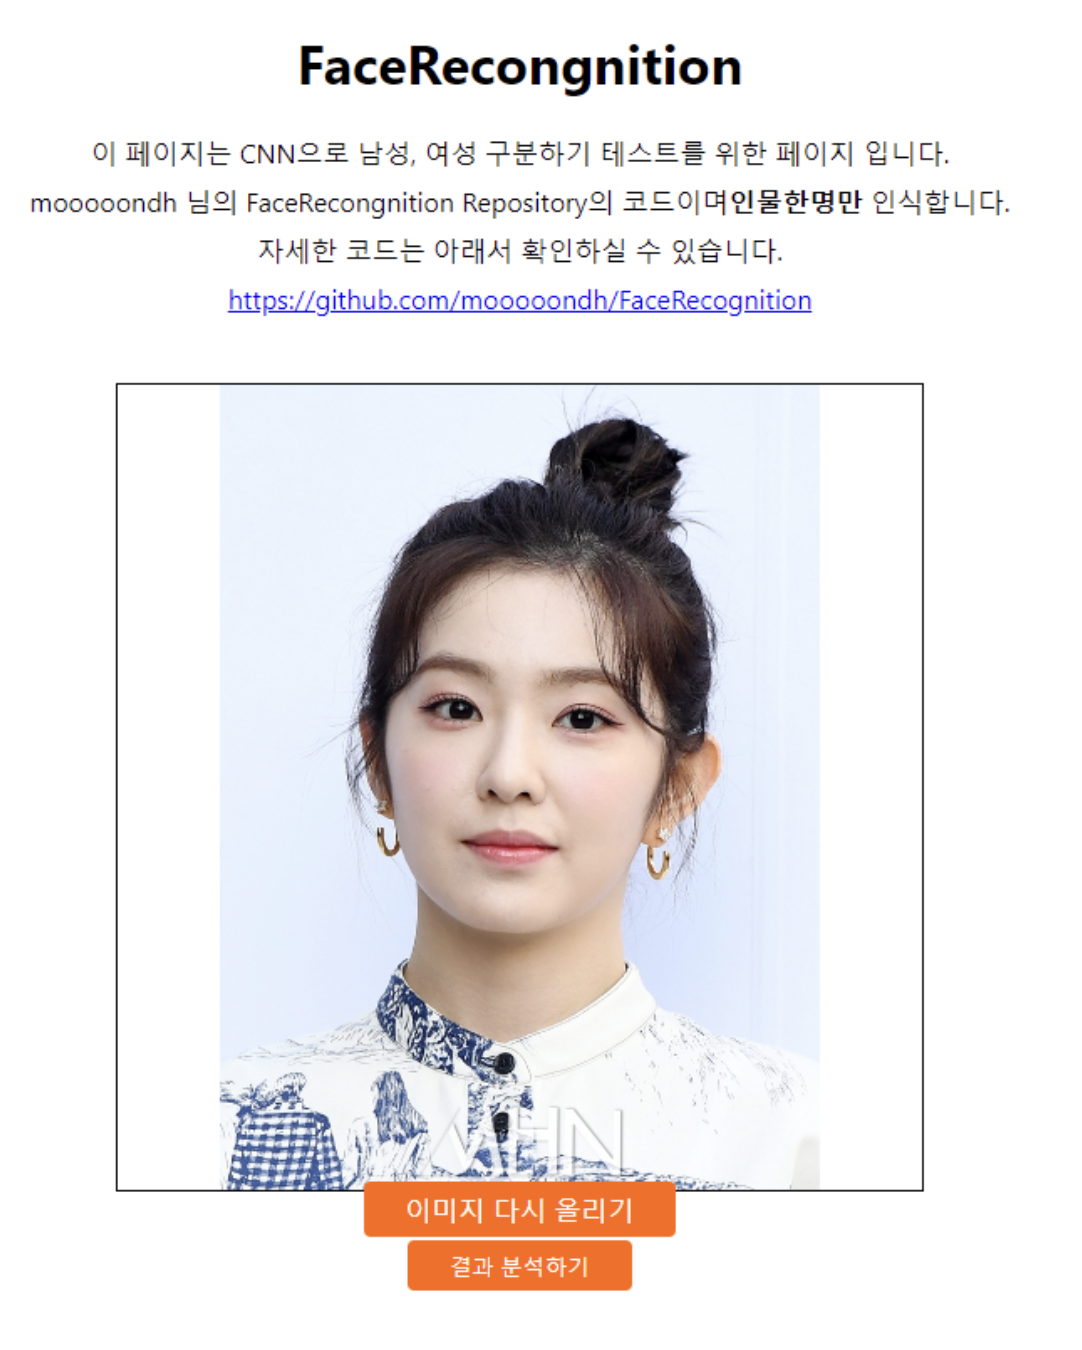 FaceRecongnition
이 페이지는 CNN으로 남성, 여성 구분하기 테스트를 위한 페이지 입니다.
mooooondh 님의 FaceRecongnition Repository의 코드이며인물한명만 인식합니다.
자세한 코드는 아래서 확인하실 수 있습니다.
https://github.com/mooooondh/FaceRecognition
MHN
이미지 다시 올리기
결과 분석하기